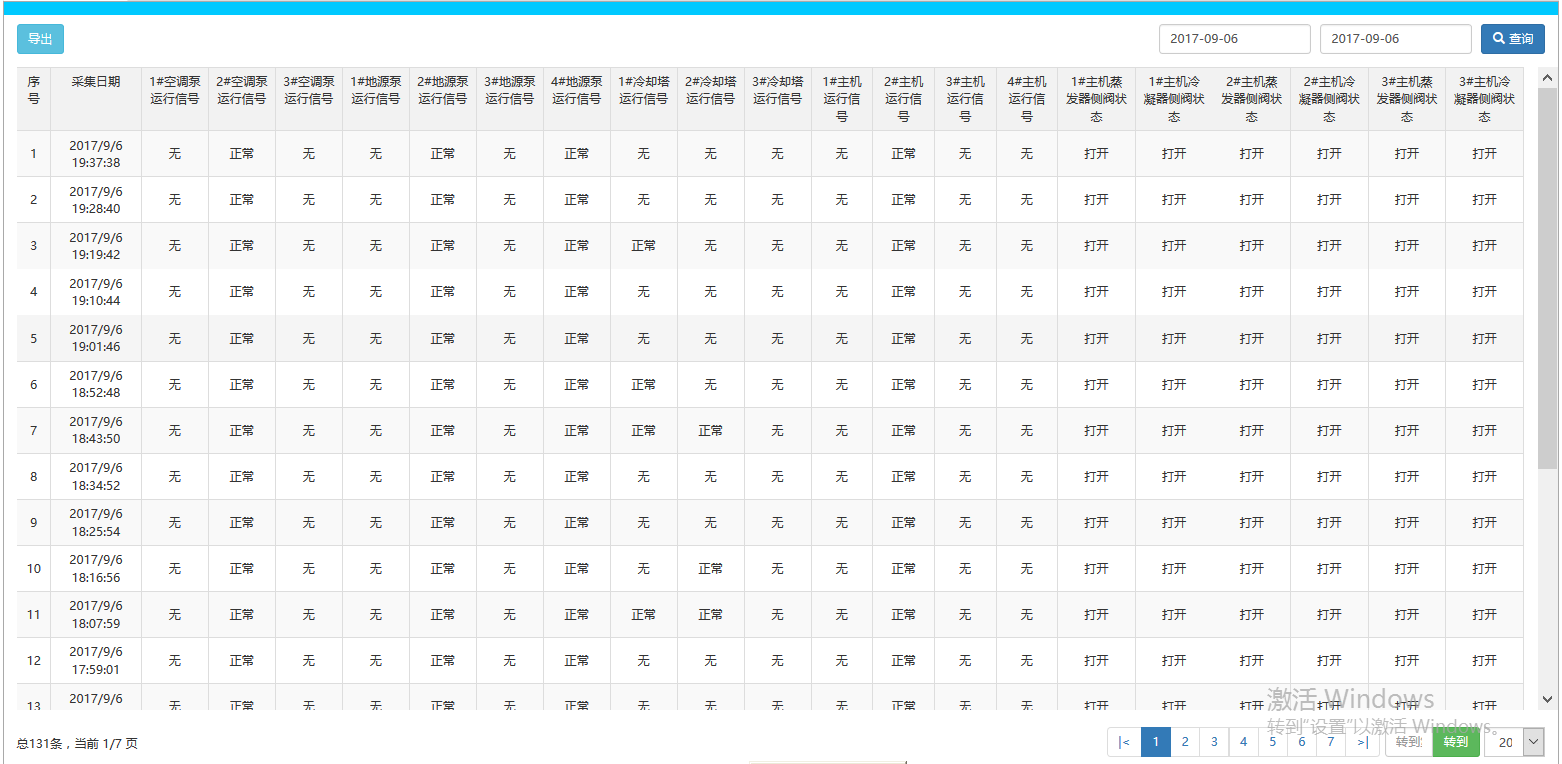 导出 2017-09-06 2017-09-06 查询
序号 采集日期 1#空调泵运行信号 2#空调泵运行信号 3#空调泵运行信号 1#地源泵运行信号 2#地源泵运行信号 3#地源泵运行信号 4#地源泵运行信号 1#冷却塔运行信号 2#冷却塔运行信号 3#冷却塔运行信号 1#主机运行信号 2#主机运行信号 3#主机运行信号 4#主机运行信号 1#主机蒸发器侧阀状态 1#主机冷凝器侧阀状态 2#主机蒸发器侧阀状态 2#主机冷凝器侧阀状态 3#主机蒸发器侧阀状态 3#主机冷凝器侧阀状态
1 2017/9/6 19:37:38 无 正常 无 无 正常 无 正常 无 无 无 无 正常 无 无 打开 打开 打开 打开 打开 打开
2 2017/9/6 19:28:40 无 正常 无 无 正常 无 正常 无 无 无 无 正常 无 无 打开 打开 打开 打开 打开 打开
3 2017/9/6 19:19:42 无 正常 无 无 正常 无 正常 正常 无 无 无 正常 无 无 打开 打开 打开 打开 打开 打开
4 2017/9/6 19:10:44 无 正常 无 无 正常 无 正常 无 无 无 无 正常 无 无 打开 打开 打开 打开 打开 打开
5 2017/9/6 19:01:46 无 正常 无 无 正常 无 正常 无 无 无 无 正常 无 无 打开 打开 打开 打开 打开 打开
6 2017/9/6 18:52:48 无 正常 无 无 正常 无 正常 正常 无 无 无 正常 无 无 打开 打开 打开 打开 打开 打开
7 2017/9/6 18:43:50 无 正常 无 无 正常 无 正常 正常 正常 无 无 正常 无 无 打开 打开 打开 打开 打开 打开
8 2017/9/6 18:34:52 无 正常 无 无 正常 无 正常 无 无 无 无 正常 无 无 打开 打开 打开 打开 打开 打开
9 2017/9/6 18:25:54 无 正常 无 无 正常 无 正常 无 无 无 无 正常 无 无 打开 打开 打开 打开 打开 打开
10 2017/9/6 18:16:56 无 正常 无 无 正常 无 正常 无 正常 无 无 正常 无 无 打开 打开 打开 打开 打开 打开
11 2017/9/6 18:07:59 无 正常 无 无 正常 无 正常 正常 正常 无 无 正常 无 无 打开 打开 打开 打开 打开 打开
12 2017/9/6 17:59:01 无 正常 无 无 正常 无 正常 无 无 无 无 正常 无 无 打开 打开 打开 打开 打开 打开
13 2017/9/6 无 正常 无 无 正常 无 正常 无 无 无 无 正常 无 无 打开 打开 打开 打开 打开 打开
激活 Windows
转到"设置"以激活 Windows。
总131条，当前 1/7 页 |< 1 2 3 4 5 6 7 >| 转到 转到 20